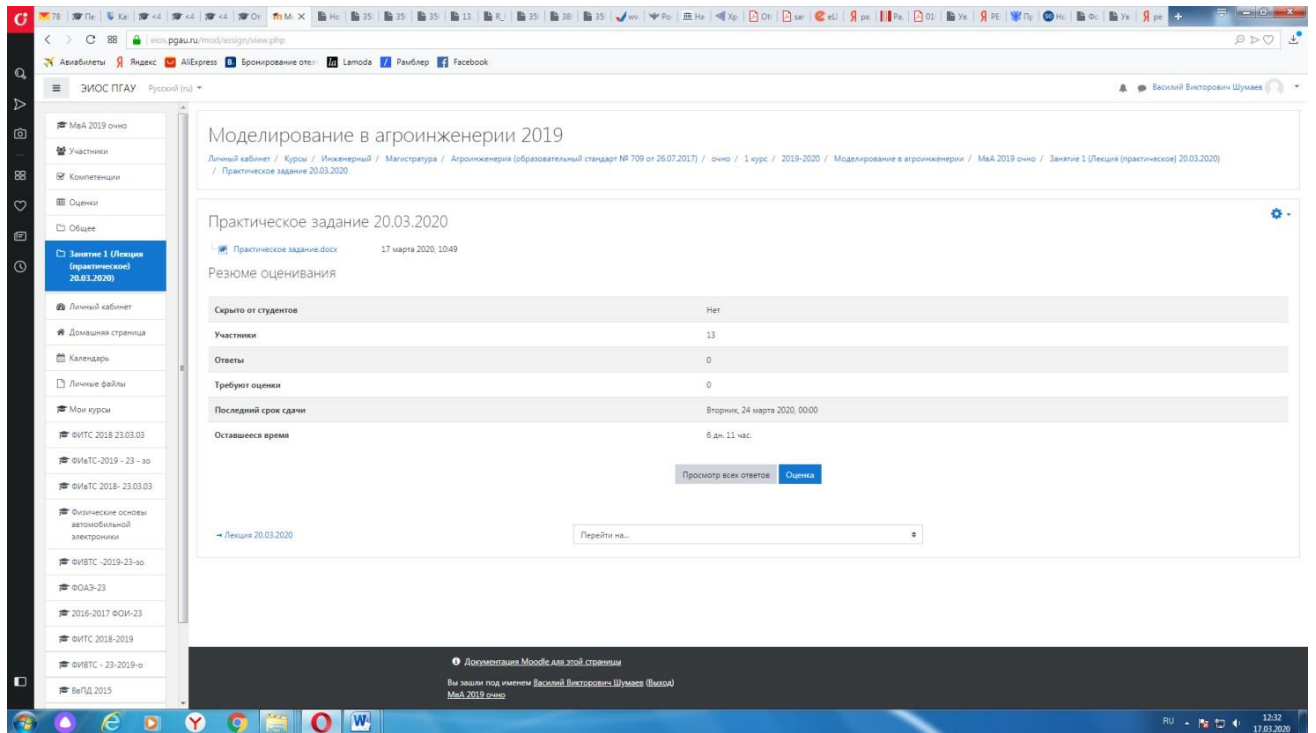 eios.pgau.ru/mod/assign/view.php
Авиабилеты Яндекс AliExpress Бронирование отел Lamoda Рамблер Facebook
ЭИОС ПГАУ Русский (ru)
Василий Викторович Шумаев
МвА 2019 очно
Участники
Компетенции
Оценки
Общее
Занятие 1 (Лекция
(практическое)
20.03.2020)
Личный кабинет
Домашняя страница
Календарь
Личные файлы
Мои курсы
ФИТС 2018 23.03.03
ФИвТС-2019 - 23 - зо
ФИвТС 2018- 23.03.03
Физические основы
автомобильной
электроники
ФИВТС -2019-23-зо
ФОАЭ-23
2016-2017 ФОИ-23
ФИТС 2018-2019
ФИВТС - 23-2019-о
ВвПД 2015
Моделирование в агроинженерии 2019
Личный кабинет / Курсы / Инженерный / Магистратура / Агроинженерия (образовательный стандарт № 709 от 26.07.2017) / очно / 1 курс / 2019-2020 / Моделирование в агроинженерии / МвА 2019 очно / Занятие 1 (Лекция (практическое) 20.03.2020)
/ Практическое задание 20.03.2020
Практическое задание 20.03.2020
Практическое задание.docx 17 марта 2020, 10:49
Резюме оценивания
Скрыто от студентов Нет
Участники 13
Ответы 0
Требуют оценки 0
Последний срок сдачи Вторник, 24 марта 2020, 00:00
Оставшееся время 6 дн. 11 час.
Просмотр всех ответов Оценка
→ Лекция 20.03.2020 Перейти на...
Документация Moodle для этой страницы
Вы зашли под именем Василий Викторович Шумаев (Выход)
МвА 2019 очно
RU 12:32
17.03.2020